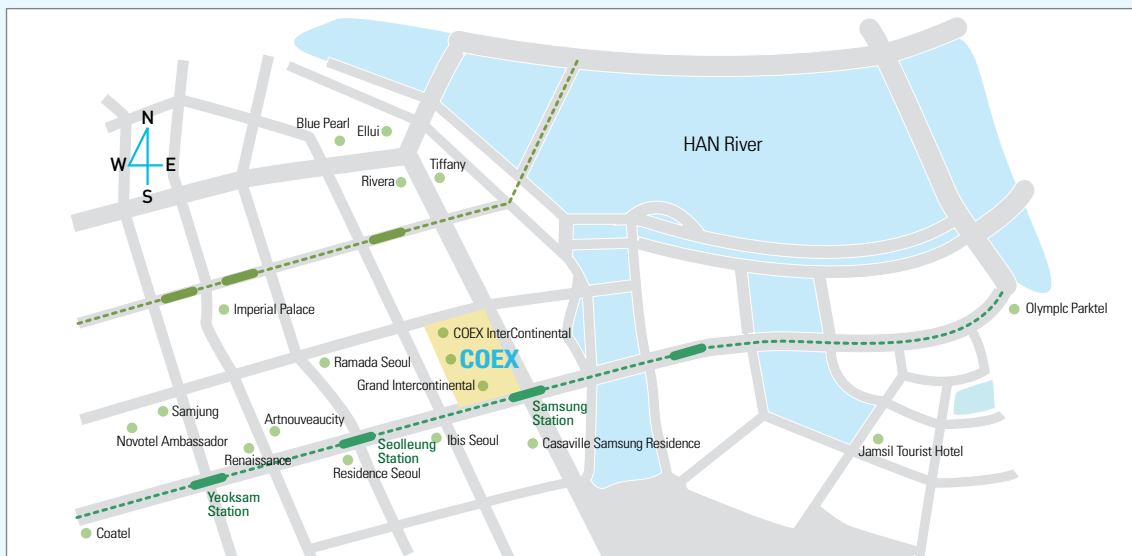 N
W
E
S
Blue Pearl
Ellui
HAN River
Tiffany
Rivera
Imperial Palace
Olymplc Parktel
COEX InterContinental
COEX
Ramada Seoul
Grand Intercontinental
Samsung
Station
Samjung
Artnouveaucity
Novotel Ambassador
Renaissance
Seolleung
Station
Ibis Seoul
Casaville Samsung Residence
Residence Seoul
Jamsil Tourist Hotel
Yeoksam
Station
Coatel